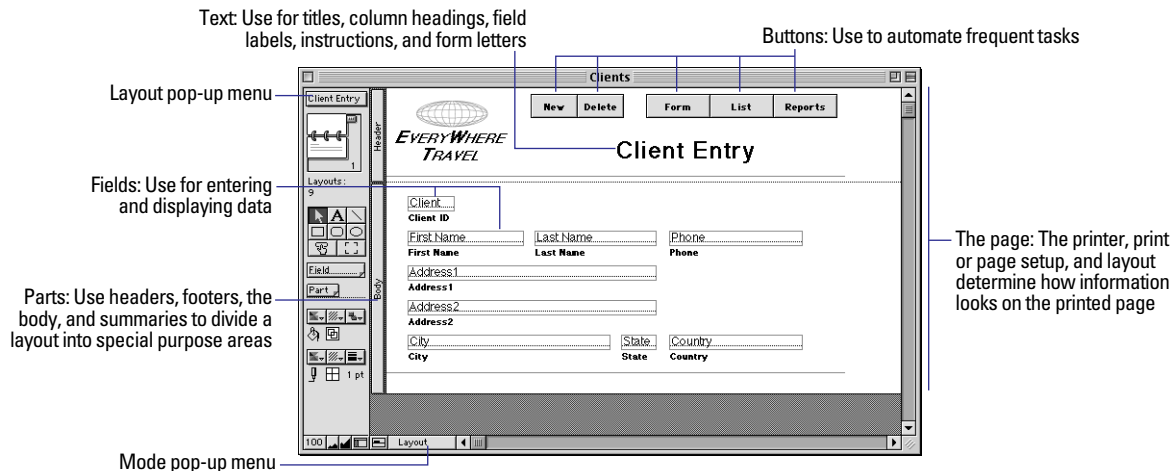 Text: Use for titles, column headings, field
labels, instructions, and form letters
Buttons: Use to automate frequent tasks
Layout pop-up menu
Fields: Use for entering
and displaying data
Parts: Use headers, footers, the
body, and summaries to divide a
layout into special purpose areas
Mode pop-up menu
The page: The printer, print
or page setup, and layout
determine how information
looks on the printed page
Clients
Client Entry
1
Layouts:
9
A
Field
Part
1 pt
100
Layout
Header
Body
EVERYWHERE
TRAVEL
New Delete Form List Reports
Client Entry
Client
Client ID
First Name Last Name Phone
First Name Last Name Phone
Address1
Address1
Address2
Address2
City State Country
City State Country